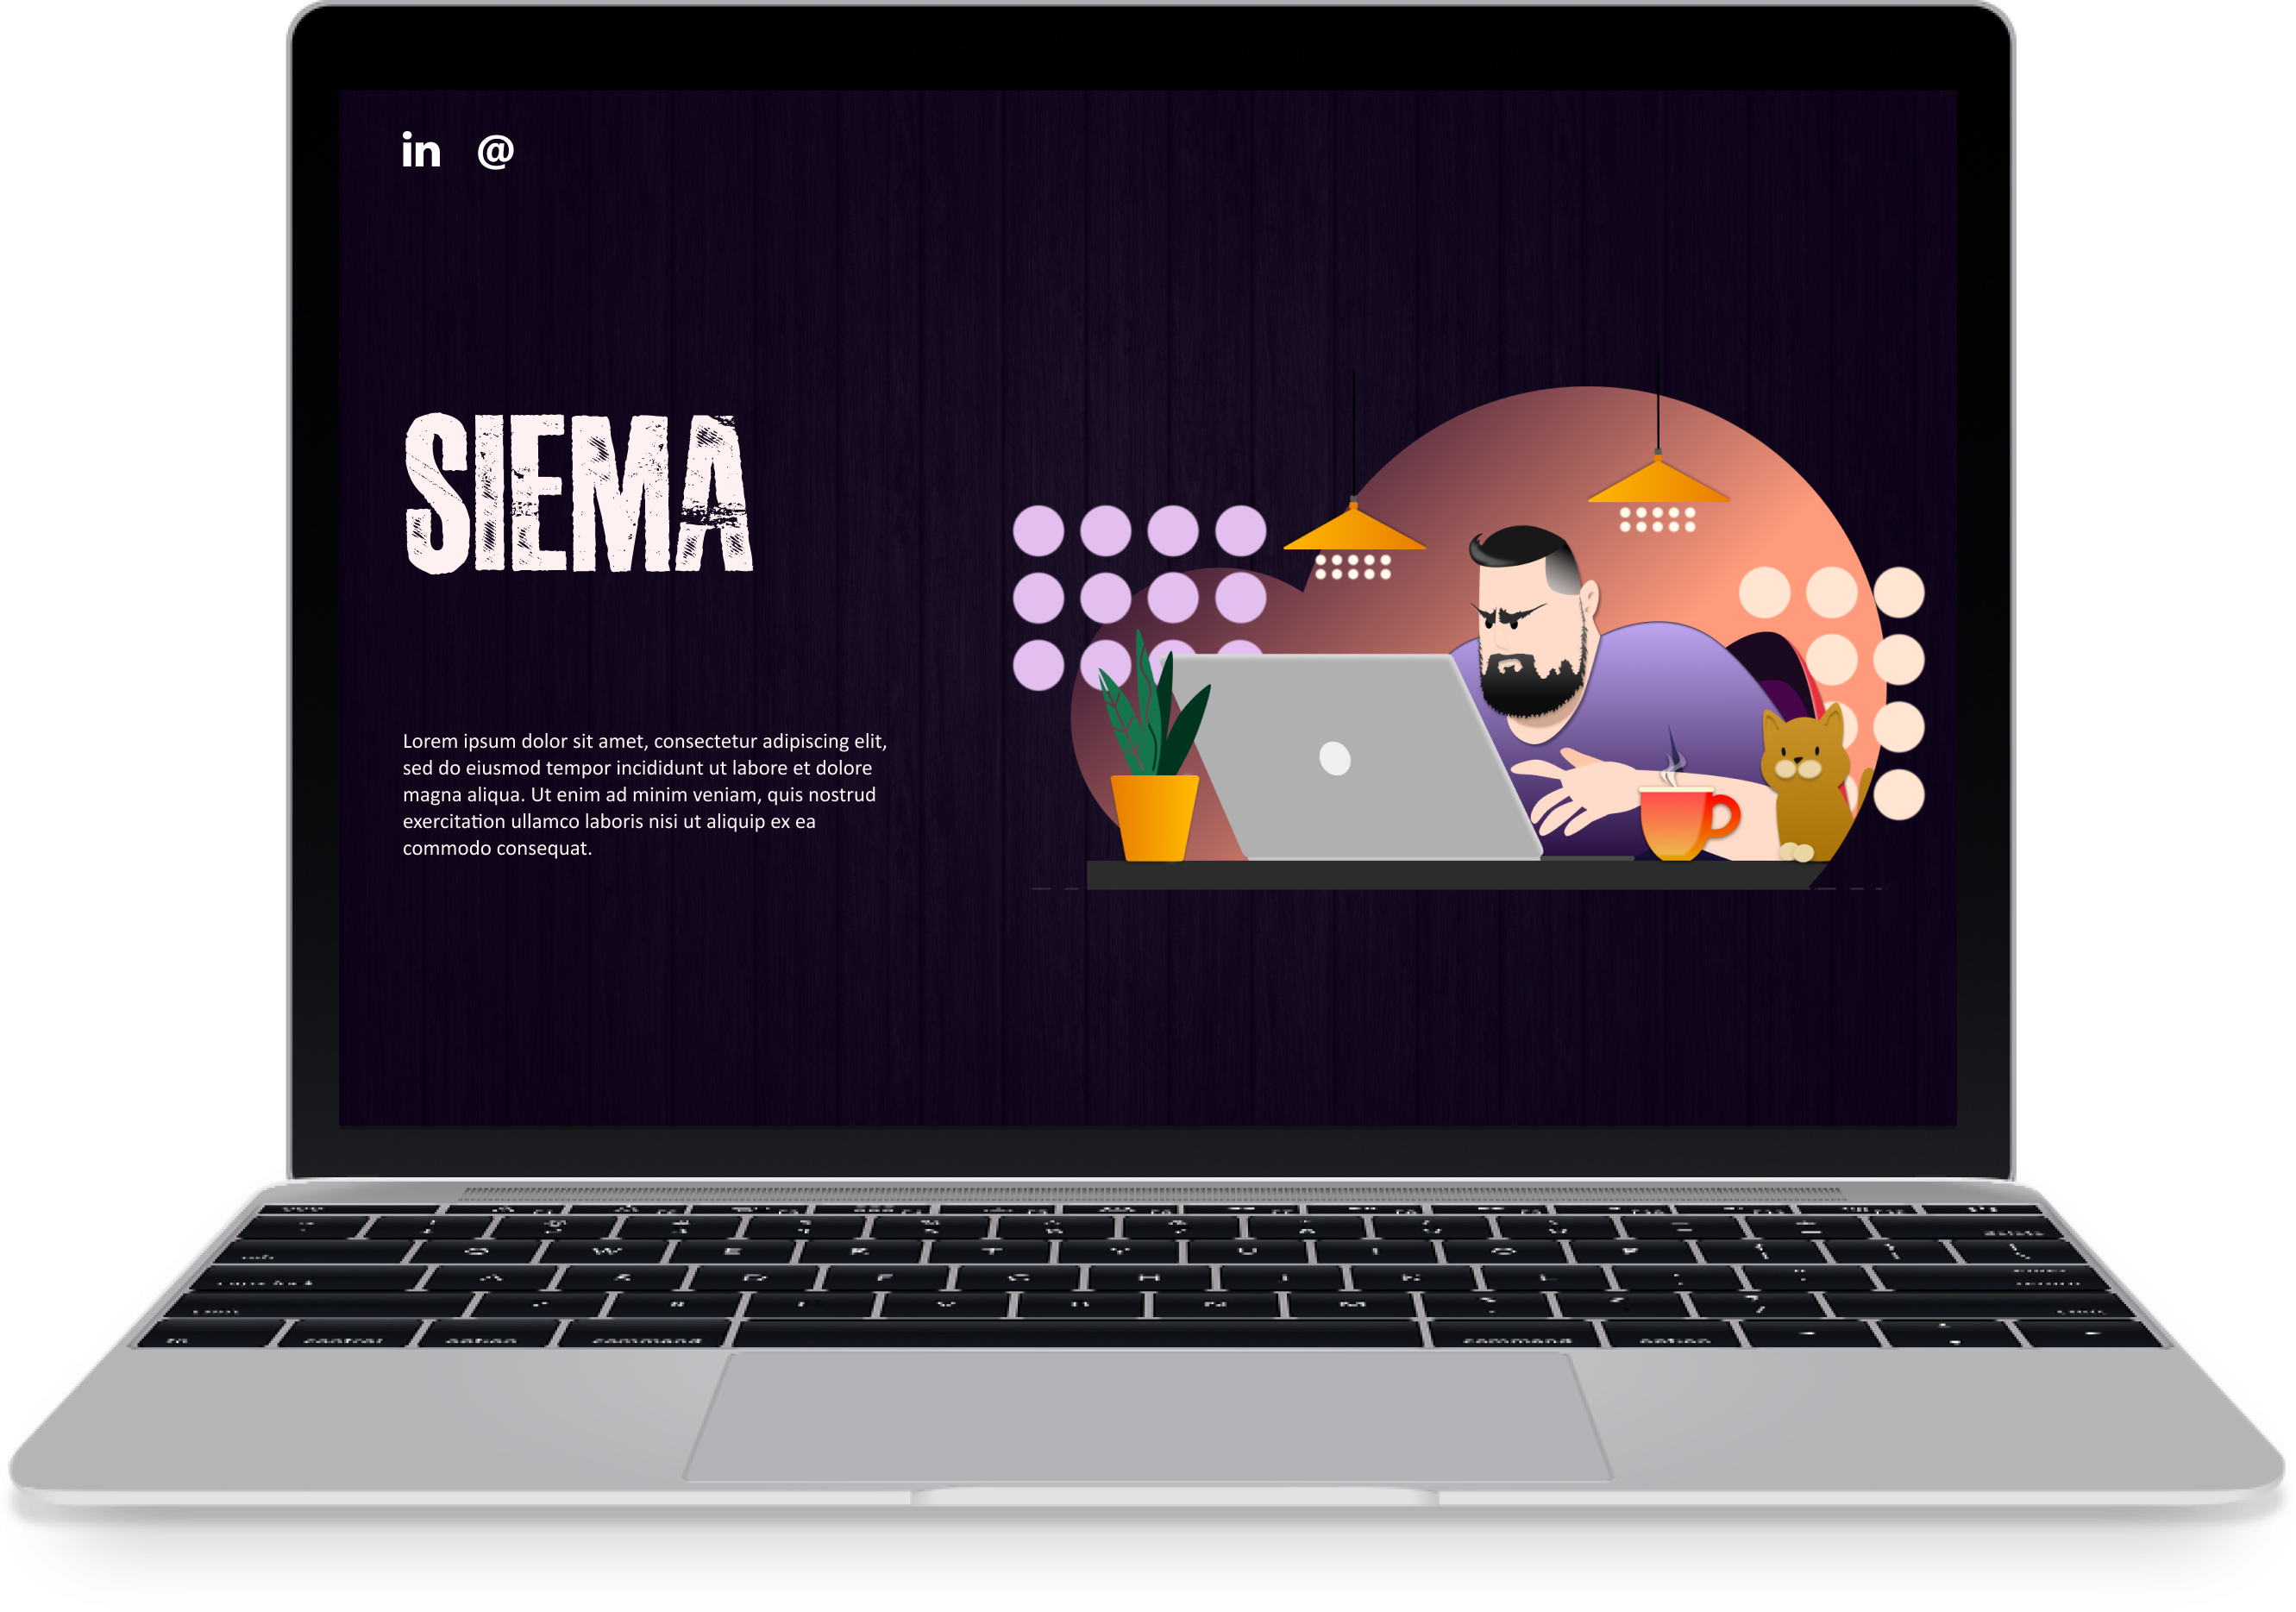 in @
SIEMA
Lorem ipsum dolor sit amet, consectetur adipiscing elit,
sed do eiusmod tempor incididunt ut labore et dolore
magna aliqua. Ut enim ad minim veniam, quis nostrud
exercitation ullamco laboris nisi ut aliquip ex ea
commodo consequat.